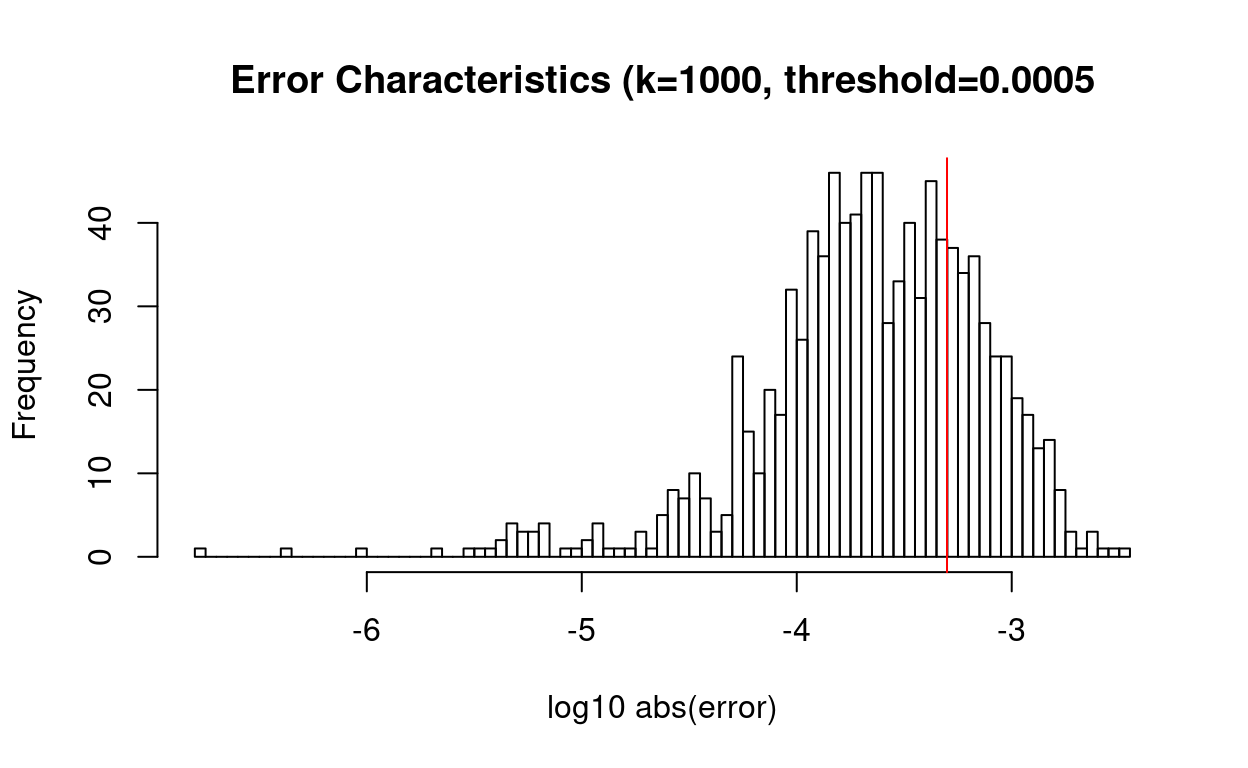 Error Characteristics (k=1000, threshold=0.0005
Frequency
40
30
20
10
0
-6 -5 -4 -3
log10 abs(error)